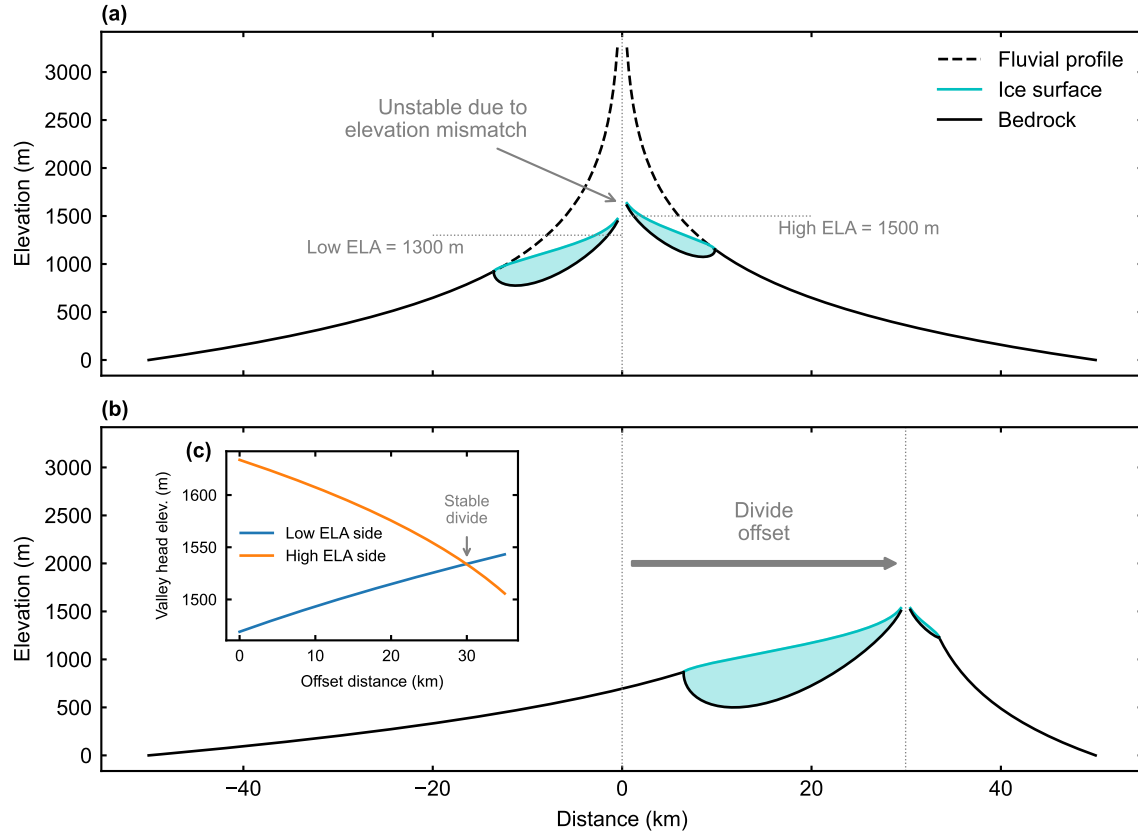 (a)
Elevation (m)
3000
2500
2000
1500
1000
500
0
Unstable due to
elevation mismatch
Low ELA = 1300 m
High ELA = 1500 m
Fluvial profile
Ice surface
Bedrock
(b)
Elevation (m)
3000
2500
2000
1500
1000
500
0
(c)
Valley head elev. (m)
1600
1550
1500
Stable
divide
Low ELA side
High ELA side
0 10 20 30
Offset distance (km)
Divide
offset
−40 −20 0 20 40
Distance (km)